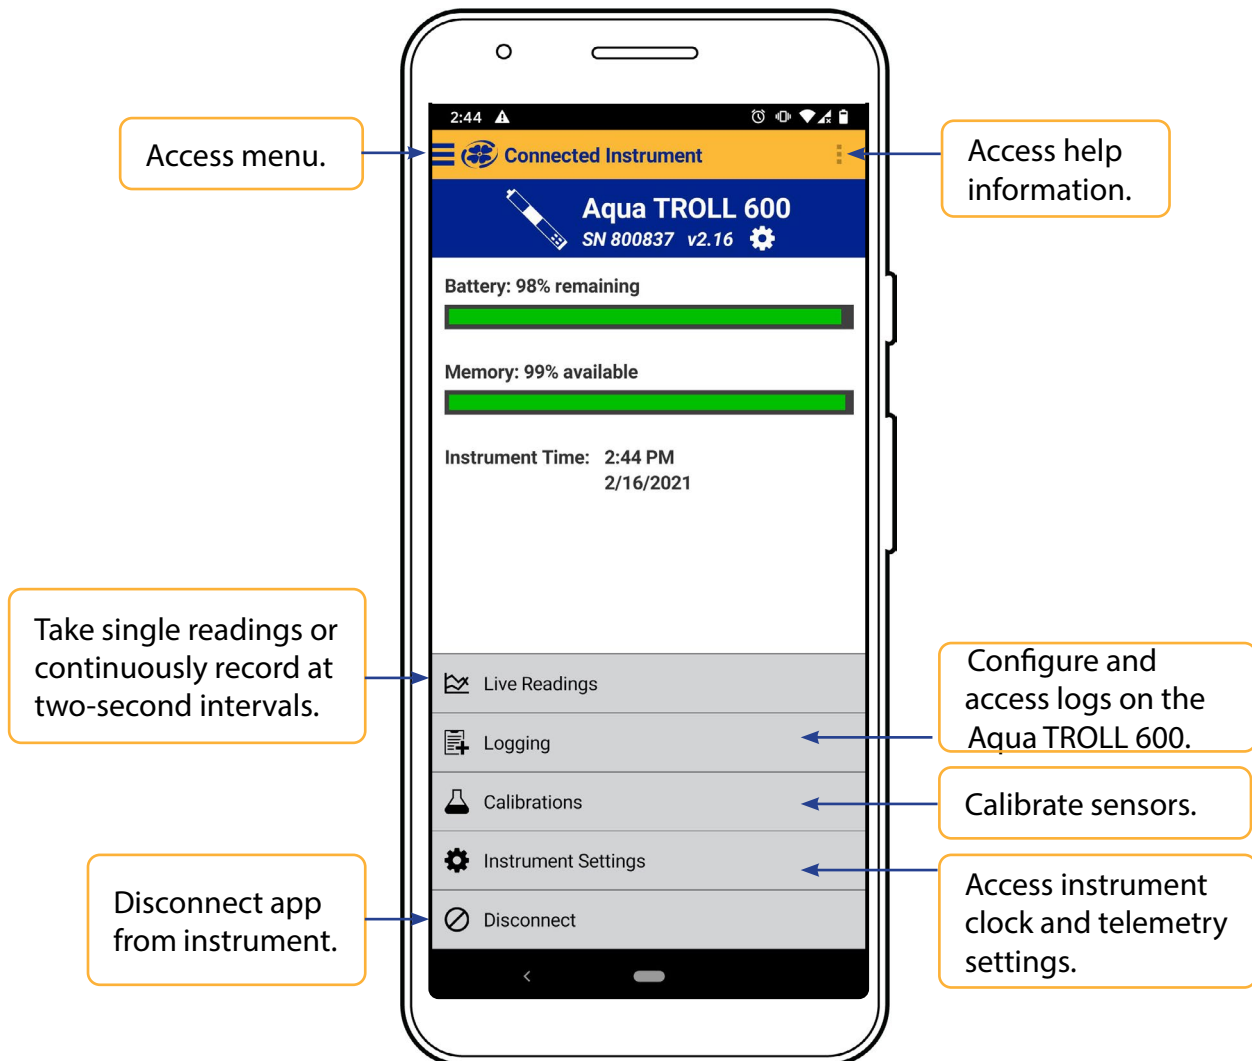 2:44
Access menu.
Connected Instrument
Access help
information.
Aqua TROLL 600
SN 800837 v2.16
Battery: 98% remaining
Memory: 99% available
Instrument Time: 2:44 PM
2/16/2021
Take single readings or
continuously record at
two-second intervals.
Live Readings
Configure and
access logs on the
Aqua TROLL 600.
Logging
Calibrations
Calibrate sensors.
Instrument Settings
Access instrument
clock and telemetry
settings.
Disconnect app
from instrument.
Disconnect